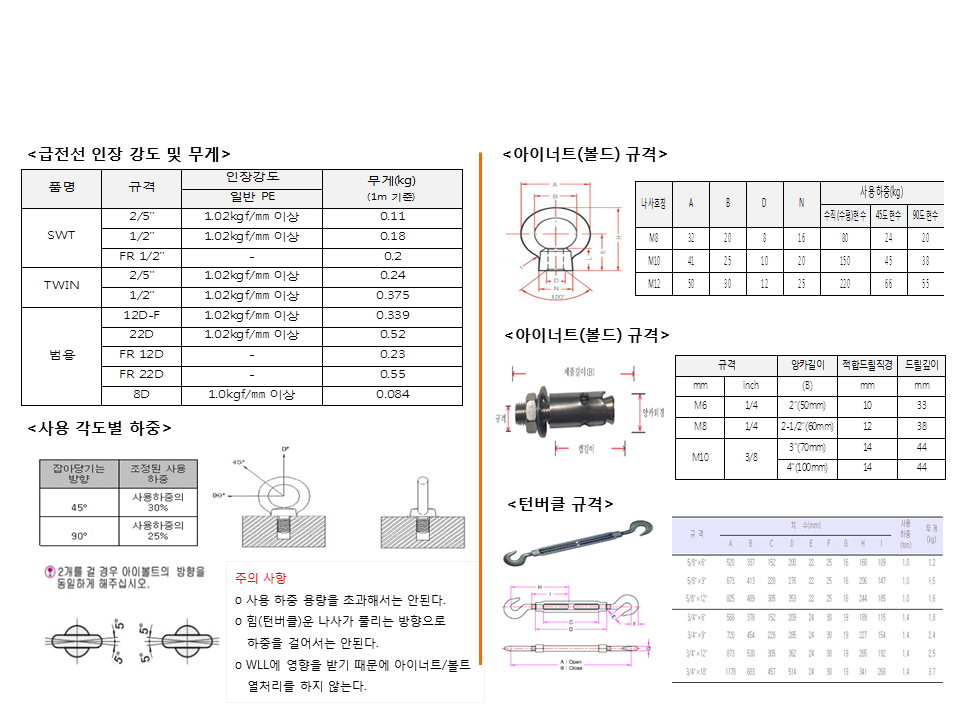 <급전선 인장 강도 및 무게>
품명 규격 인장강도 무게(kg)
일반 PE (1m 기준)
SWT 2/5" 1.02kgf/mm 이상 0.11
1/2" 1.02kgf/mm 이상 0.18
FR 1/2" - 0.2
TWIN 2/5" 1.02kgf/mm 이상 0.24
1/2" 1.02kgf/mm 이상 0.375
범용 12D-F 1.02kgf/mm 이상 0.339
22D 1.02kgf/mm 이상 0.52
FR 12D - 0.23
FR 22D - 0.55
8D 1.0kgf/mm 이상 0.084
<사용 각도별 하중>
잡아당기는 방향 조정된 사용 하중
45° 사용하중의 30%
90° 사용하중의 25%
0°
45°
90°
2개를 걸 경우 아이볼트의 방향을
동일하게 해주십시오.
5° 5°
5° 5°
주의 사항
o 사용 하중 용량을 초과해서는 안된다.
o 힘(턴버클)은 나사가 풀리는 방향으로
하중을 걸어서는 안된다.
o WLL에 영향을 받기 때문에 아이너트/볼트
열처리를 하지 않는다.
<아이너트(볼드) 규격>
A
B
H
h
L
D
N
120°
나사호칭 A B D N 사용하중(kg)
수직(수평)현수 45도현수 90도현수
M8 32 20 8 16 80 24 20
M10 41 25 10 20 150 45 38
M12 50 30 12 25 220 66 55
<아이너트(볼드) 규격>
제품길이(B)
규격
앙카외경
앵길이
규격 앙카길이 적합드릴직경 드릴깊이
mm inch (B) mm mm
M6 1/4 2"(50mm) 10 33
M8 1/4 2-1/2"(60mm) 12 38
M10 3/8 3"(70mm) 14 44
4"(100mm) 14 44
<턴버클 규격>
H
I
C
D
F
A : Open
B : Close
규 격 치 수(mm) 사용하중(ton) 무게(kg)
A B C D E F G H I
5/8"×6" 520 337 152 200 22 25 16 168 109 1,0 1,2
5/8"×9" 673 413 228 276 22 25 16 206 147 1,0 1,5
5/8"×12" 825 489 305 353 22 25 16 244 185 1,0 1,6
3/4"×6" 568 378 152 209 24 30 19 189 115 1,4 1,8
3/4"×9" 720 454 228 285 24 30 19 227 154 1,4 2,4
3/4"×12" 873 530 305 362 24 30 19 265 192 1,4 2,5
3/4"×18" 1178 683 457 514 24 30 19 341 268 1,4 3,7